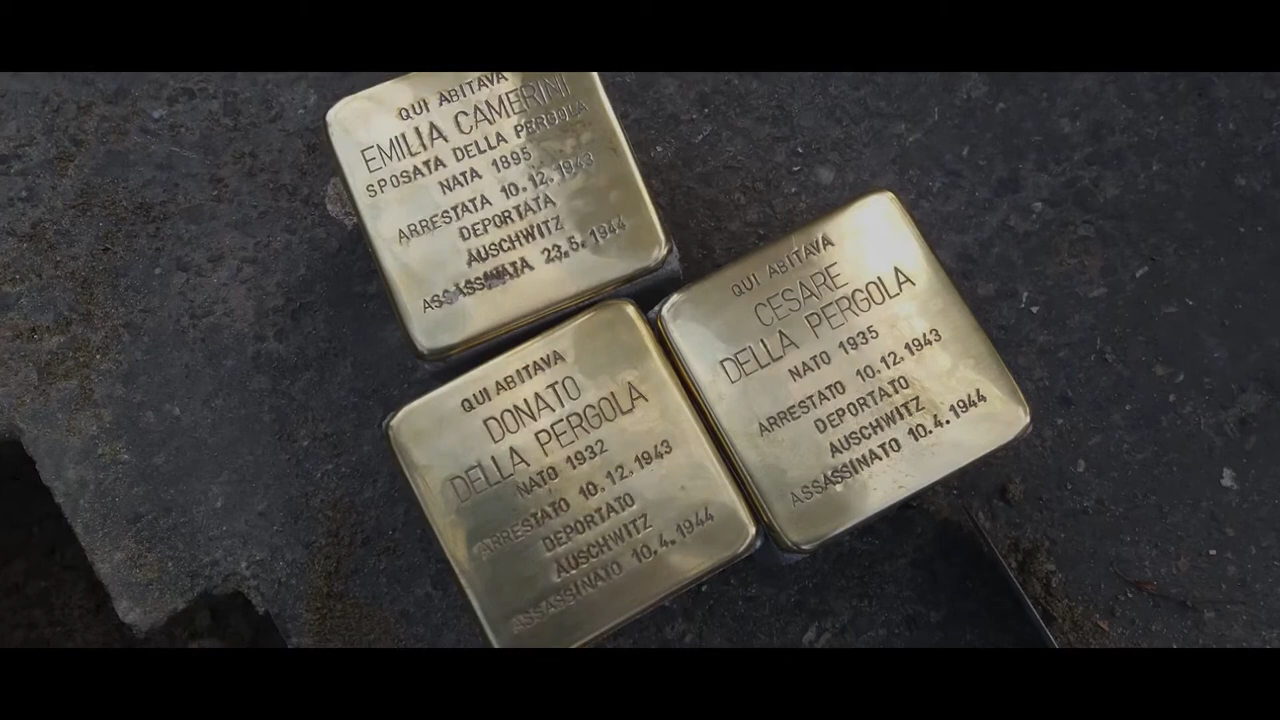 QUI ABITAVA
EMILIA CAMERINI
SPOSATA DELLA PERGOLA
NATA 1895
ARRESTATA 10.12.1943
DEPORTATA
AUSCHWITZ
ASSASSINATA 23.5.1944
QUI ABITAVA
DONATO
DELLA PERGOLA
NATO 1932
ARRESTATO 10.12.1943
DEPORTATO
AUSCHWITZ
ASSASSINATO 10.4.1944
QUI ABITAVA
CESARE
DELLA PERGOLA
NATO 1935
ARRESTATO 10.12.1943
DEPORTATO
AUSCHWITZ
ASSASSINATO 10.4.1944